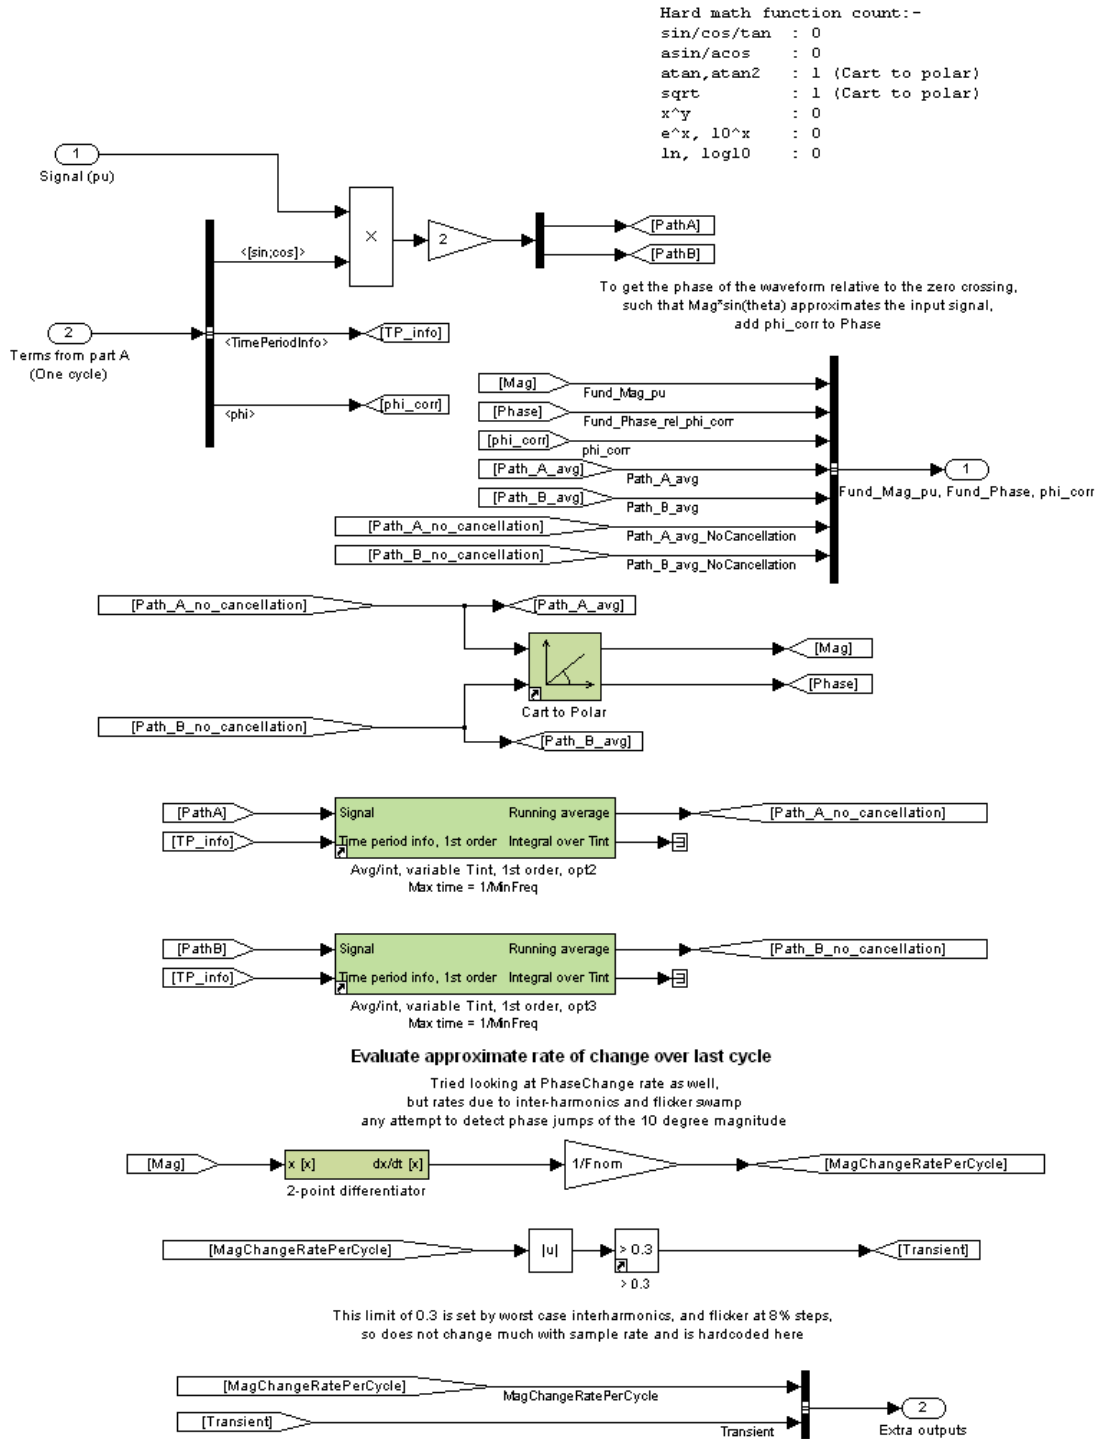 Hard math function count:-
sin/cos/tan : 0
asin/acos : 0
atan,atan2 : 1 (Cart to polar)
sqrt : 1 (Cart to polar)
x^y : 0
e^x, 10^x : 0
ln, log10 : 0
1
Signal (pu)
×
2
[PathA]
[PathB]
<[sin;cos]>
To get the phase of the waveform relative to the zero crossing,
such that Mag*sin(theta) approximates the input signal,
add phi_corr to Phase
2
Terms from part A
(One cycle)
[TP_info]
<TimePeriodInfo>
[phi_corr]
<phi>
[Mag]
Fund_Mag_pu
[Phase]
Fund_Phase_rel_phi_corr
[phi_corr]
phi_corr
[Path_A_avg]
Path_A_avg
[Path_B_avg]
Path_B_avg
[Path_A_no_cancellation]
Path_A_avg_NoCancellation
[Path_B_no_cancellation]
Path_B_avg_NoCancellation
1
Fund_Mag_pu, Fund_Phase, phi_corr
[Path_A_no_cancellation]
[Path_A_avg]
[Mag]
[Phase]
Cart to Polar
[Path_B_no_cancellation]
[Path_B_avg]
[PathA]
Signal
Running average
[Path_A_no_cancellation]
[TP_info]
Time period info, 1st order
Integral over Tint
Avg/int, variable Tint, 1st order, opt2
Max time = 1/MinFreq
[PathB]
Signal
Running average
[Path_B_no_cancellation]
[TP_info]
Time period info, 1st order
Integral over Tint
Avg/int, variable Tint, 1st order, opt3
Max time = 1/MinFreq
Evaluate approximate rate of change over last cycle
Tried looking at PhaseChange rate as well,
but rates due to inter-harmonics and flicker swamp
any attempt to detect phase jumps of the 10 degree magnitude
[Mag]
x [x]
dx/dt [x]
2-point differentiator
1/Fnom
[MagChangeRatePerCycle]
[MagChangeRatePerCycle]
|u|
> 0.3
> 0.3
[Transient]
This limit of 0.3 is set by worst case interharmonics, and flicker at 8% steps,
so does not change much with sample rate and is hardcoded here
[MagChangeRatePerCycle]
MagChangeRatePerCycle
[Transient]
Transient
2
Extra outputs